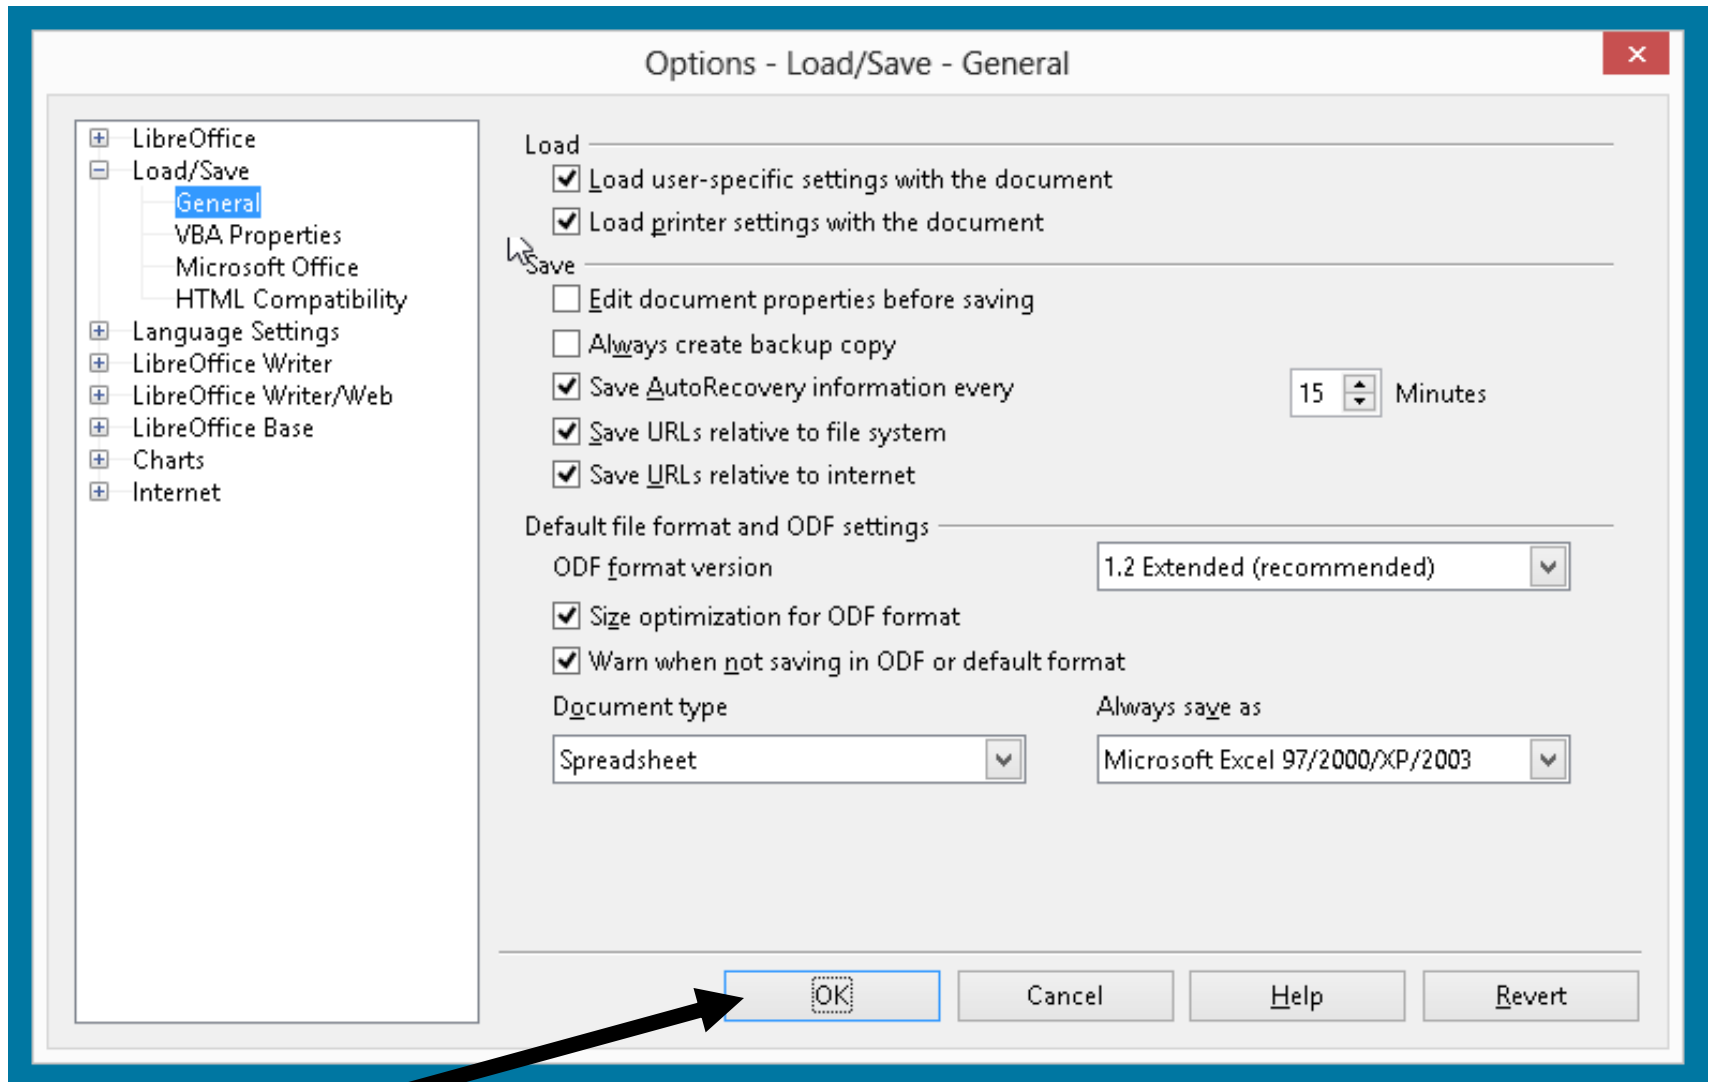 Options - Load/Save - General
LibreOffice
Load/Save
General
VBA Properties
Microsoft Office
HTML Compatibility
Language Settings
LibreOffice Writer
LibreOffice Writer/Web
LibreOffice Base
Charts
Internet
Load
Load user-specific settings with the document
Load printer settings with the document
Save
Edit document properties before saving
Always create backup copy
Save AutoRecovery information every 15 Minutes
Save URLs relative to file system
Save URLs relative to internet
Default file format and ODF settings
ODF format version 1.2 Extended (recommended)
Size optimization for ODF format
Warn when not saving in ODF or default format
Document type Always save as
Spreadsheet Microsoft Excel 97/2000/XP/2003
OK Cancel Help Revert